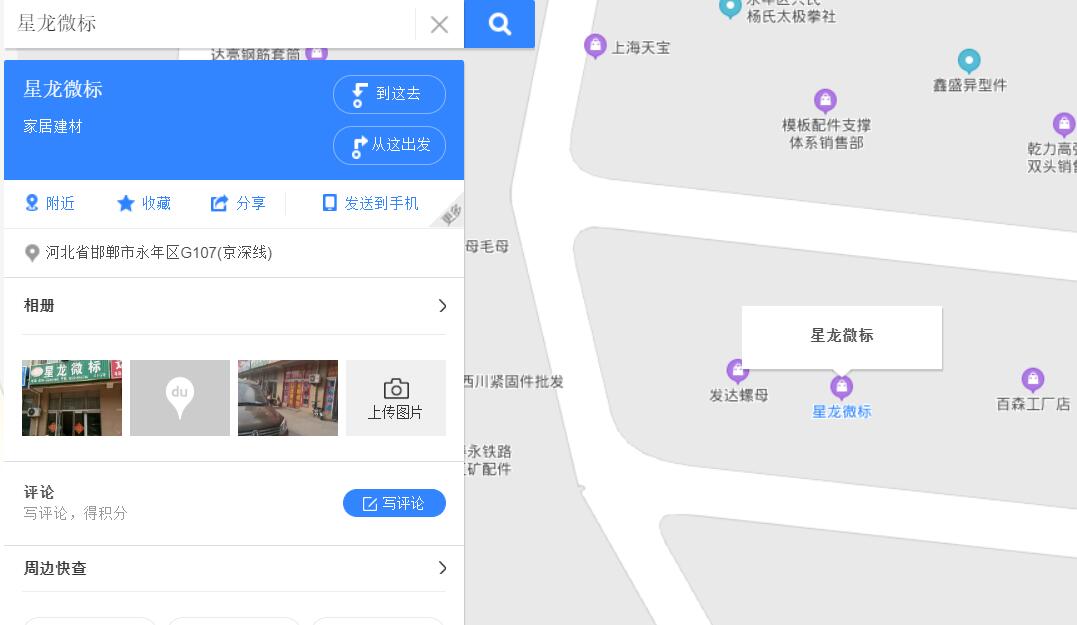 星龙微标
达亮钢筋套筒
星龙微标
家居建材
到这去
从这出发
附近
收藏
分享
发送到手机
更多
河北省邯郸市永年区G107(京深线)
相册
星龙微标
du
上传图片
评论
写评论，得积分
写评论
周边快查
杨氏太极拳社
上海天宝
鑫盛异型件
模板配件支撑
体系销售部
乾力高强
双头销售
母毛母
星龙微标
西川紧固件批发
发达螺母
星龙微标
百森工厂店
永铁路
矿配件